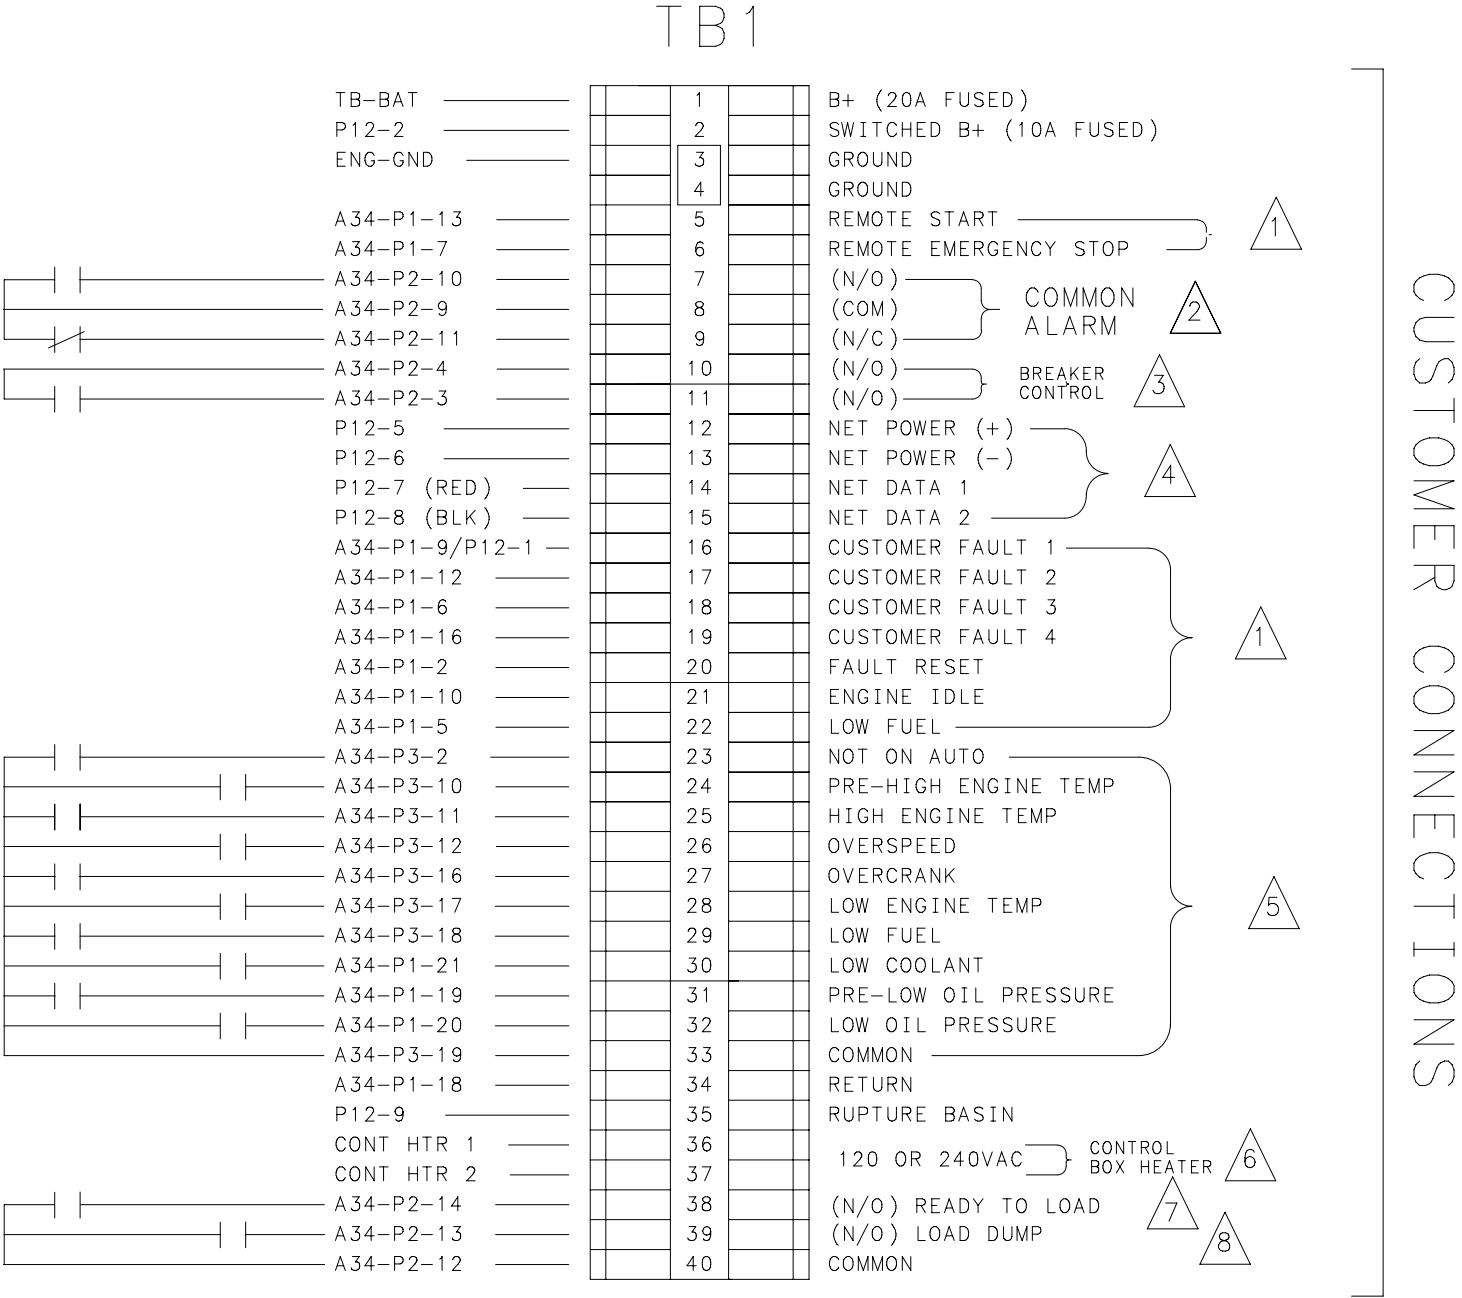 TB1
TB-BAT 1 B+ (20A FUSED)
P12-2 2 SWITCHED B+ (10A FUSED)
ENG-GND 3 GROUND
4 GROUND
A34-P1-13 5 REMOTE START
1
A34-P1-7 6 REMOTE EMERGENCY STOP
A34-P2-10 7 (N/O)
A34-P2-9 8 (COM)
COMMON
ALARM
2
A34-P2-11 9 (N/C)
A34-P2-4 10 (N/O)
BREAKER
CONTROL
3
A34-P2-3 11 (N/O)
P12-5 12 NET POWER (+)
P12-6 13 NET POWER (-)
4
P12-7 (RED) 14 NET DATA 1
P12-8 (BLK) 15 NET DATA 2
A34-P1-9/P12-1 16 CUSTOMER FAULT 1
A34-P1-12 17 CUSTOMER FAULT 2
A34-P1-6 18 CUSTOMER FAULT 3
A34-P1-16 19 CUSTOMER FAULT 4
1
A34-P1-2 20 FAULT RESET
A34-P1-10 21 ENGINE IDLE
A34-P1-5 22 LOW FUEL
A34-P3-2 23 NOT ON AUTO
A34-P3-10 24 PRE-HIGH ENGINE TEMP
A34-P3-11 25 HIGH ENGINE TEMP
A34-P3-12 26 OVERSPEED
A34-P3-16 27 OVERCRANK
A34-P3-17 28 LOW ENGINE TEMP
5
A34-P3-18 29 LOW FUEL
A34-P1-21 30 LOW COOLANT
A34-P1-19 31 PRE-LOW OIL PRESSURE
A34-P1-20 32 LOW OIL PRESSURE
A34-P3-19 33 COMMON
A34-P1-18 34 RETURN
P12-9 35 RUPTURE BASIN
CONT HTR 1 36
120 OR 240VAC
CONTROL
BOX HEATER
6
CONT HTR 2 37
A34-P2-14 38 (N/O) READY TO LOAD
7
A34-P2-13 39 (N/O) LOAD DUMP
8
A34-P2-12 40 COMMON
CUSTOMER CONNECTIONS